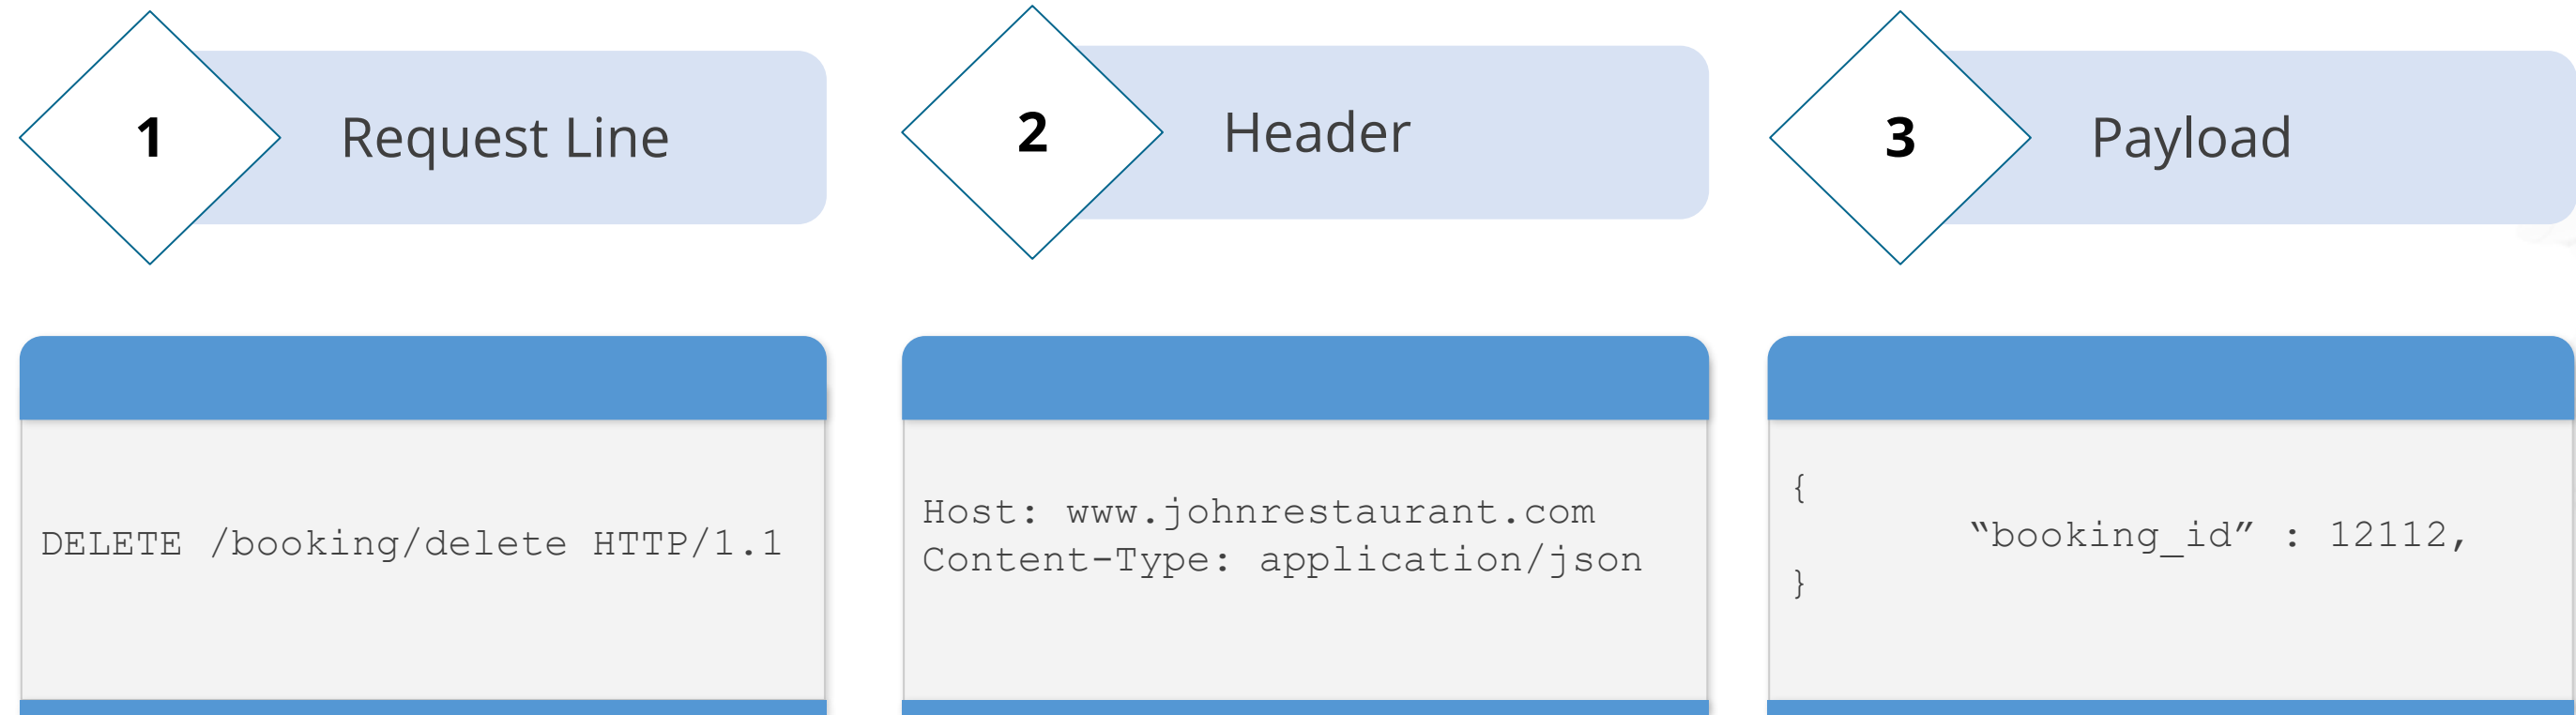 1
Request Line
2
Header
3
Payload
DELETE /booking/delete HTTP/1.1
Host: www.johnrestaurant.com
Content-Type: application/json
{
“booking_id” : 12112,
}